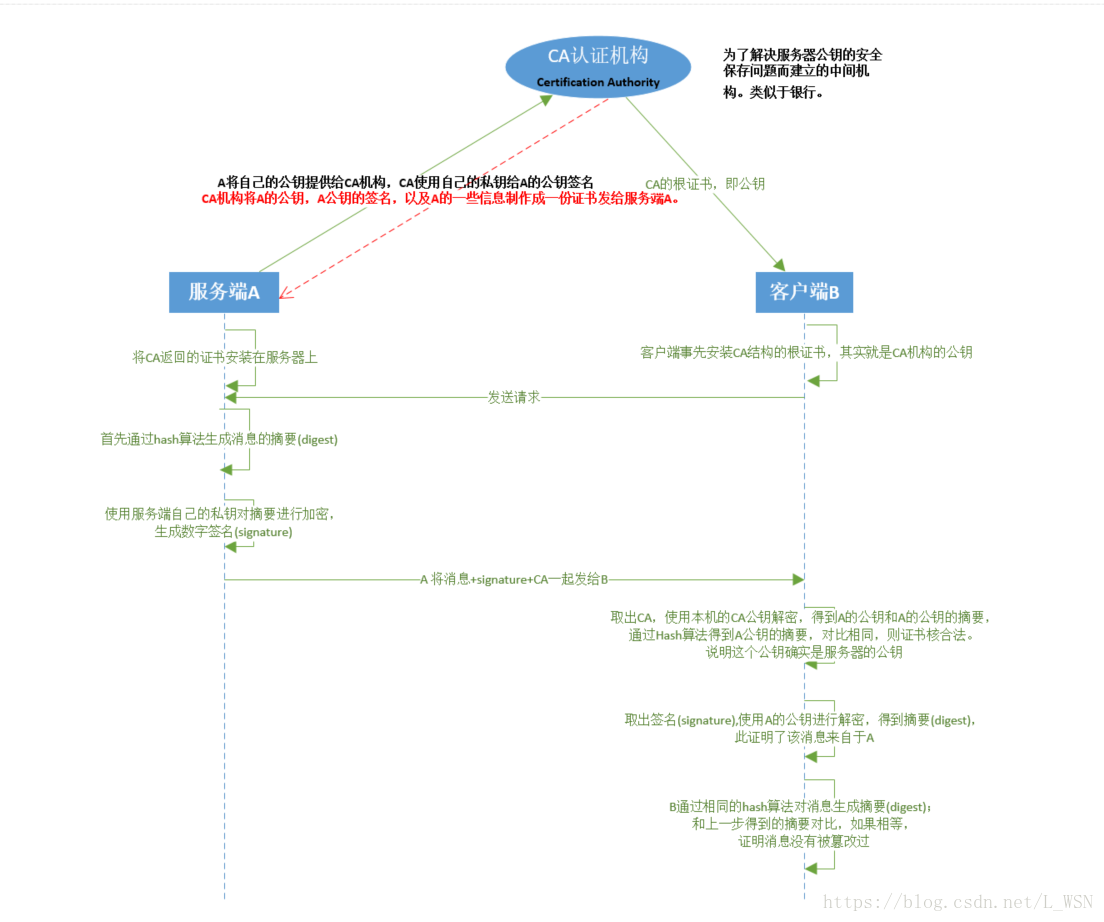 CA认证机构
Certification Authority
为了解决服务器公钥的安全
保存问题而建立的中间机
构。类似于银行。
A将自己的公钥提供给CA机构，CA使用自己的私钥给A的公钥签名
CA机构将A的公钥，A公钥的签名，以及A的一些信息制作成一份证书发给服务端A。
CA的根证书，即公钥
服务端A
客户端B
将CA返回的证书安装在服务器上
客户端事先安装CA结构的根证书，其实就是CA机构的公钥
发送请求
首先通过hash算法生成消息的摘要(digest)
使用服务端自己的私钥对摘要进行加密，
生成数字签名(signature)
A 将消息+signature+CA一起发给B
取出CA，使用本机的CA公钥解密，得到A的公钥和A的公钥的摘要，
通过Hash算法得到A公钥的摘要，对比相同，则证书核合法。
说明这个公钥确实是服务器的公钥
取出签名(signature),使用A的公钥进行解密，得到摘要(digest)，
此证明了该消息来自于A
B通过相同的hash算法对消息生成摘要(digest)；
和上一步得到的摘要对比，如果相等，
证明消息没有被篡改过
https://blog.csdn.net/L_WSN